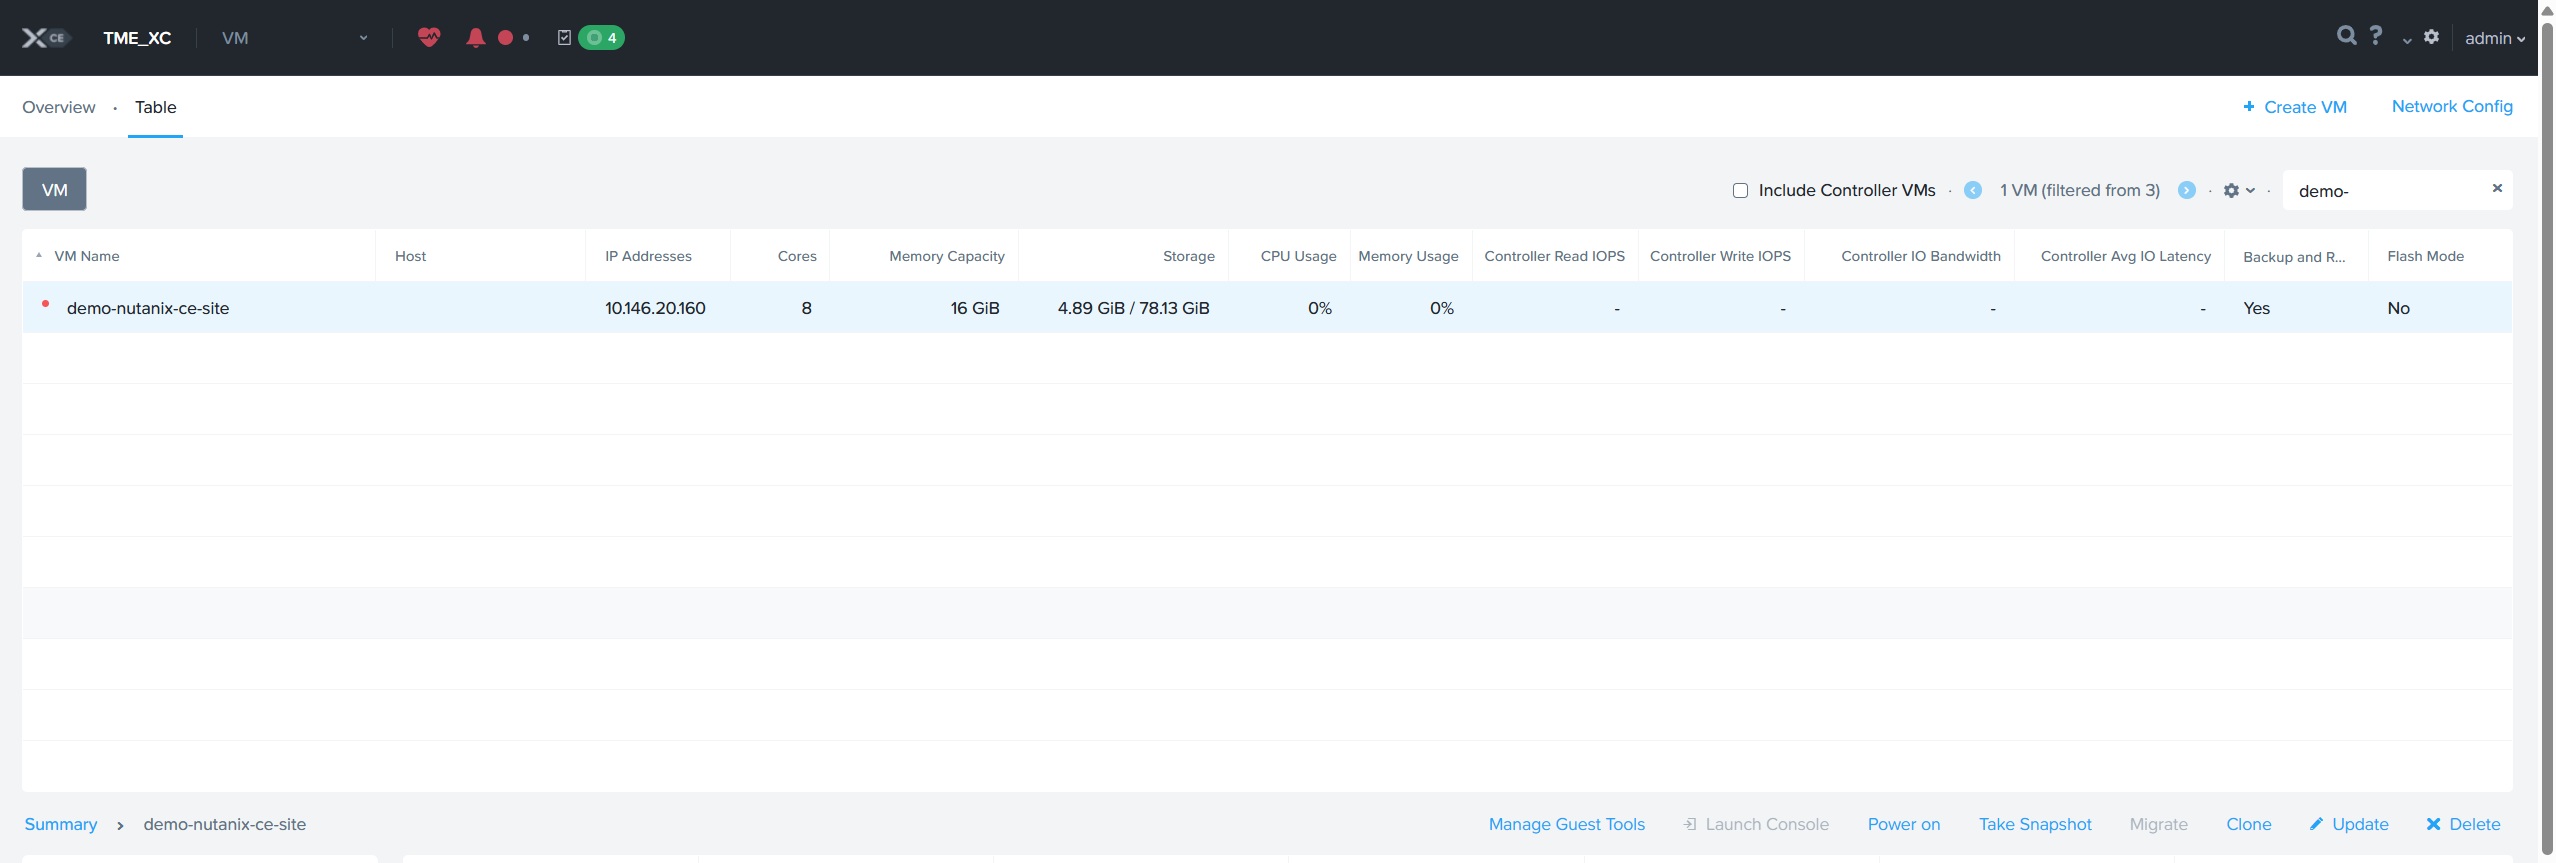 X CE TME_XC VM 4 ? admin
Overview · Table + Create VM Network Config
VM Include Controller VMs · 1 VM (filtered from 3) · · demo- ×
VM Name Host IP Addresses Cores Memory Capacity Storage CPU Usage Memory Usage Controller Read IOPS Controller Write IOPS Controller IO Bandwidth Controller Avg IO Latency Backup and R... Flash Mode
demo-nutanix-ce-site 10.146.20.160 8 16 GiB 4.89 GiB / 78.13 GiB 0% 0% - - - - Yes No
Summary > demo-nutanix-ce-site Manage Guest Tools Launch Console Power on Take Snapshot Migrate Clone Update Delete